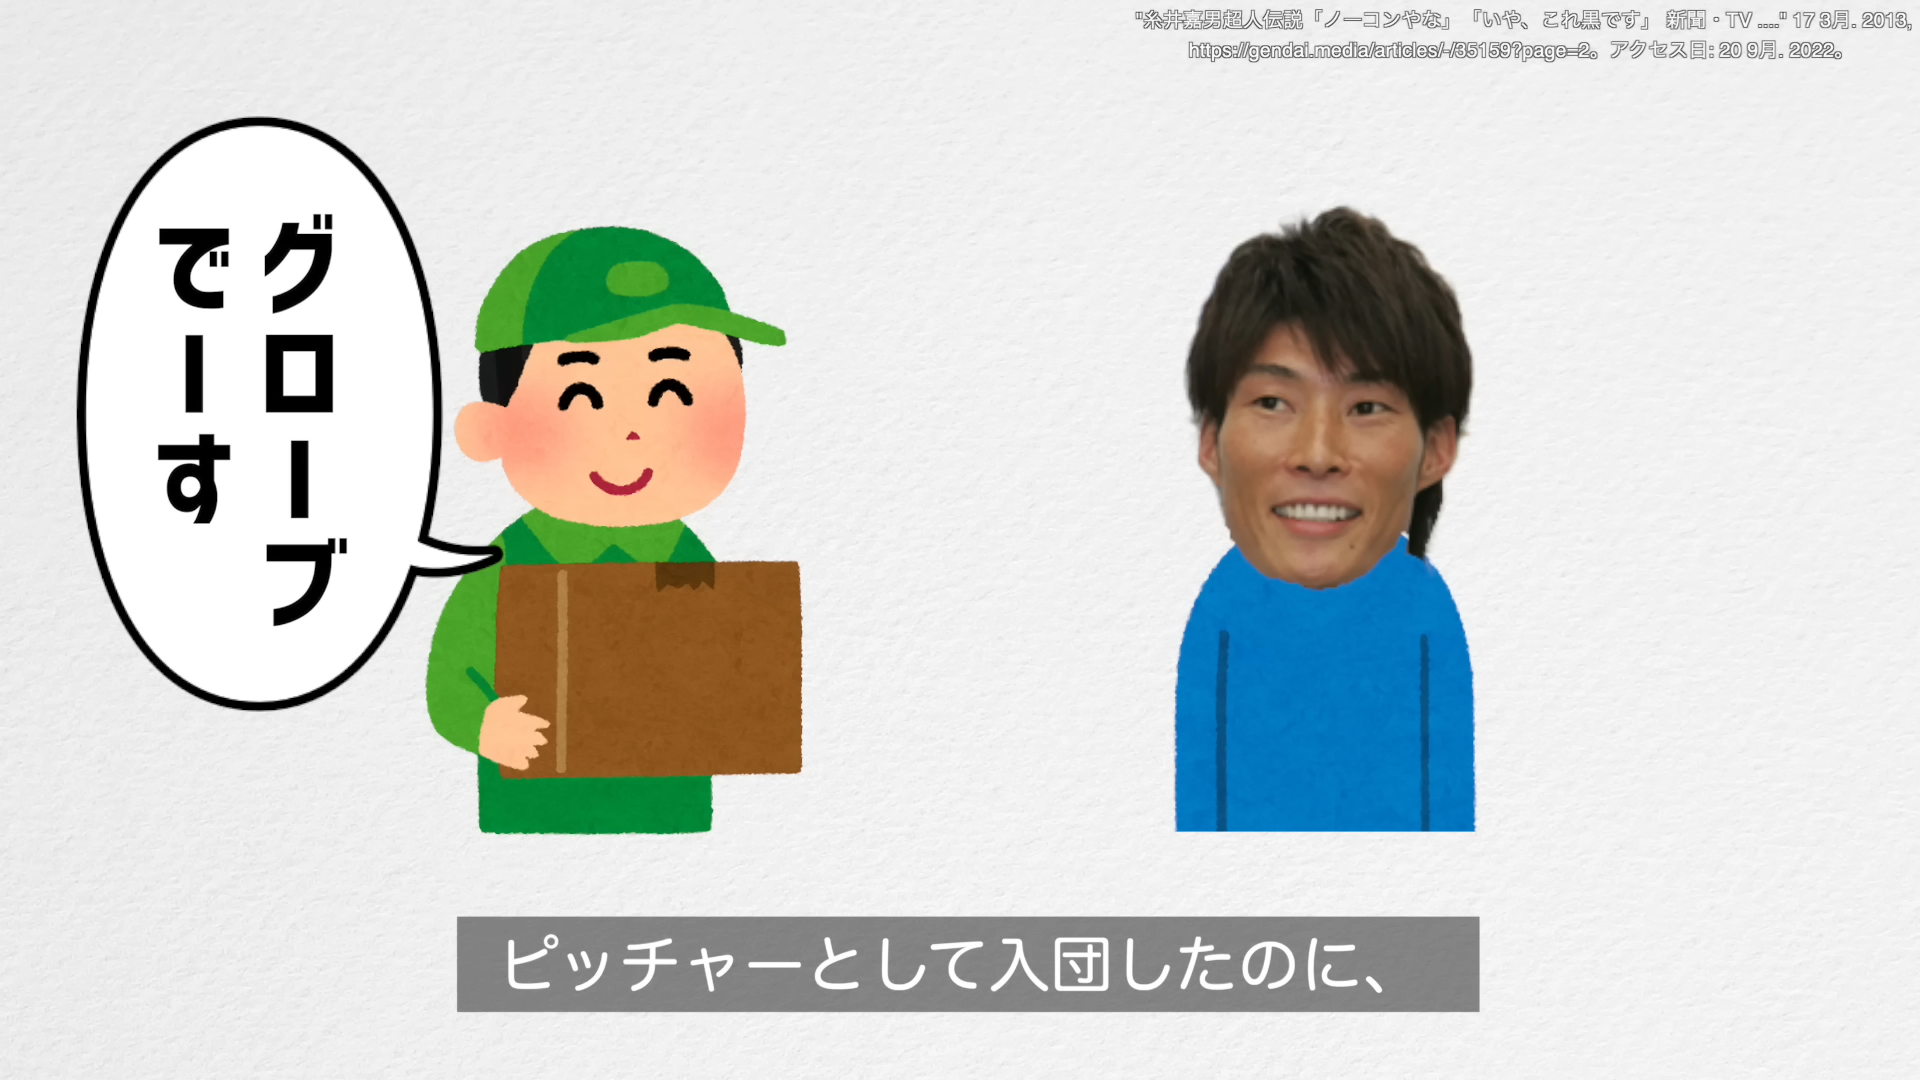 "糸井嘉男超人伝説「ノーコンやな」「いや、これ黒です」 新聞・TV ...." 17 3月. 2013,
https://gendai.media/articles/-/35159?page=2。アクセス日: 20 9月. 2022。
グローブ
でーす
ピッチャーとして入団したのに、